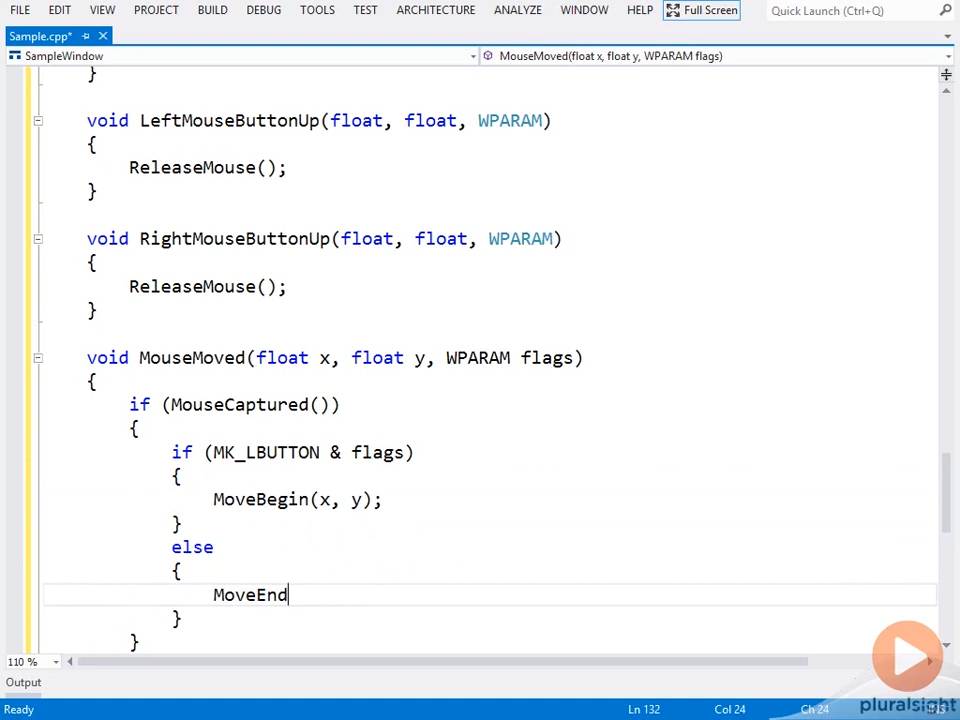 FILE EDIT VIEW PROJECT BUILD DEBUG TOOLS TEST ARCHITECTURE ANALYZE WINDOW HELP Full Screen Quick Launch (Ctrl+Q)
Sample.cpp*
SampleWindow MouseMoved(float x, float y, WPARAM flags)
}
void LeftMouseButtonUp(float, float, WPARAM)
{
ReleaseMouse();
}
void RightMouseButtonUp(float, float, WPARAM)
{
ReleaseMouse();
}
void MouseMoved(float x, float y, WPARAM flags)
{
if (MouseCaptured())
{
if (MK_LBUTTON & flags)
{
MoveBegin(x, y);
}
else
{
MoveEnd
}
}
110 %
Output
Ready Ln 132 Col 24 Ch 24
pluralsight